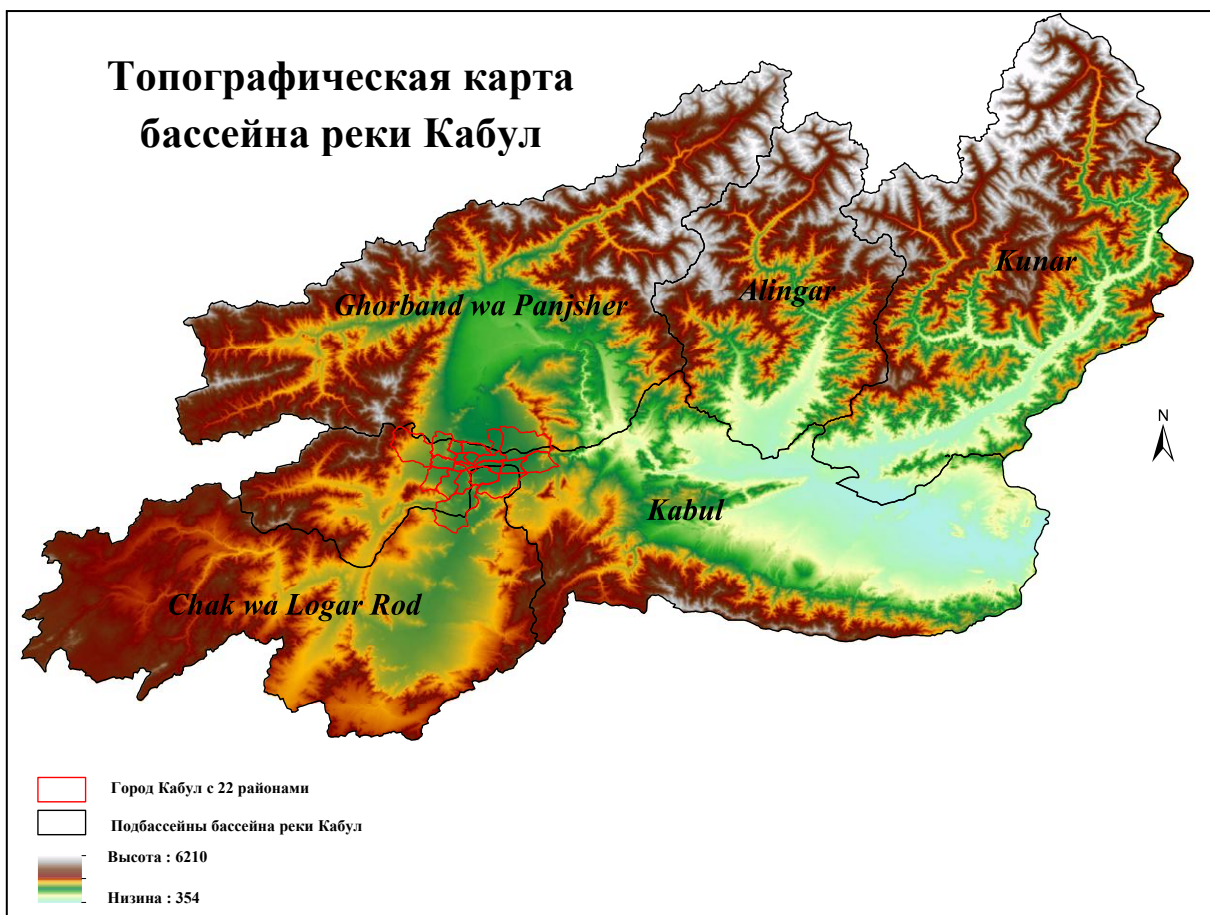 Топографическая карта
бассейна реки Кабул
Kunar
Alingar
Ghorband wa Panjsher
N
Kabul
Chak wa Logar Rod
Город Кабул с 22 районами
Подбассейны бассейна реки Кабул
Высота : 6210
Низина : 354